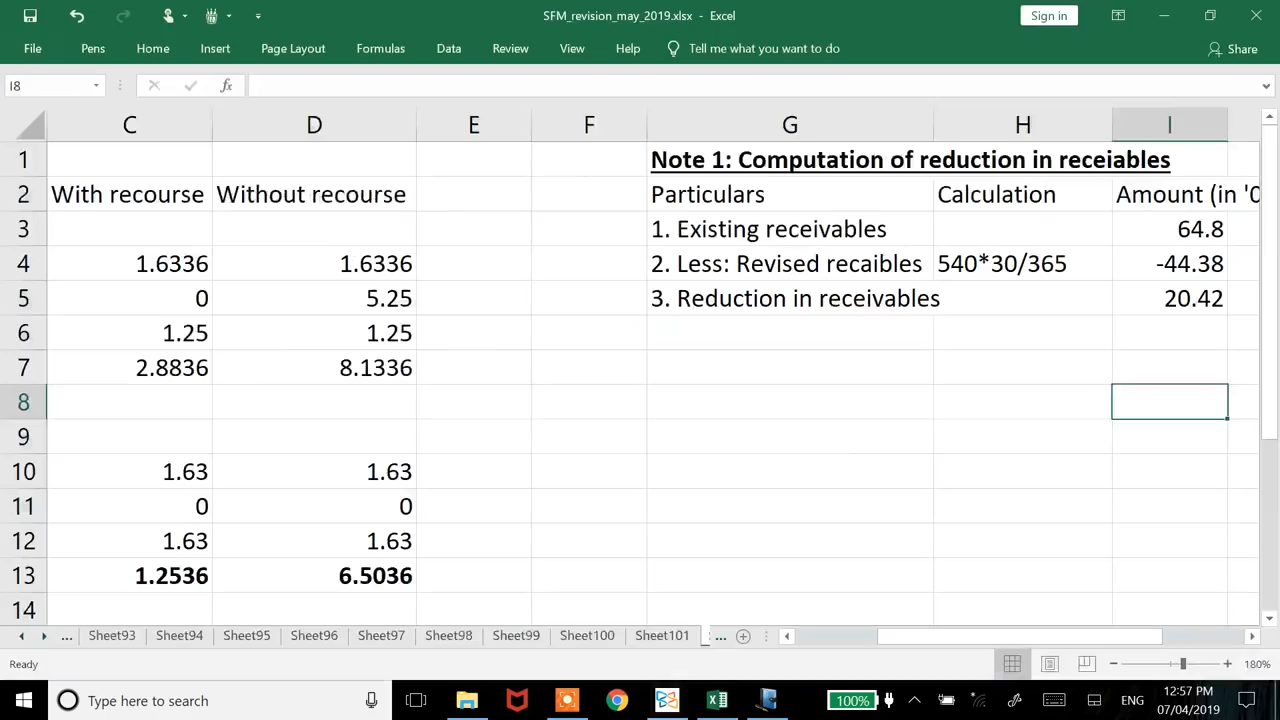 SFM_revision_may_2019.xlsx - Excel
Sign in
File Pens Home Insert Page Layout Formulas Data Review View Help Tell me what you want to do Share
I8 fx
C D E F G H I
1 Note 1: Computation of reduction in receiables
2 With recourse Without recourse Particulars Calculation Amount (in '0
3 1. Existing receivables 64.8
4 1.6336 1.6336 2. Less: Revised recaibles 540*30/365 -44.38
5 0 5.25 3. Reduction in receivables 20.42
6 1.25 1.25
7 2.8836 8.1336
8
9
10 1.63 1.63
11 0 0
12 1.63 1.63
13 1.2536 6.5036
14
... Sheet93 Sheet94 Sheet95 Sheet96 Sheet97 Sheet98 Sheet99 Sheet100 Sheet101 ...
Ready 180%
Type here to search 100% ENG 12:57 PM
07/04/2019